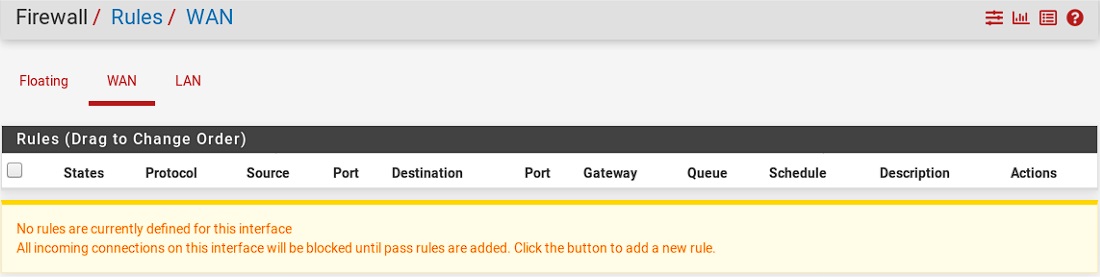 Firewall / Rules / WAN
Floating WAN LAN
Rules (Drag to Change Order)
States Protocol Source Port Destination Port Gateway Queue Schedule Description Actions
No rules are currently defined for this interface
All incoming connections on this interface will be blocked until pass rules are added. Click the button to add a new rule.